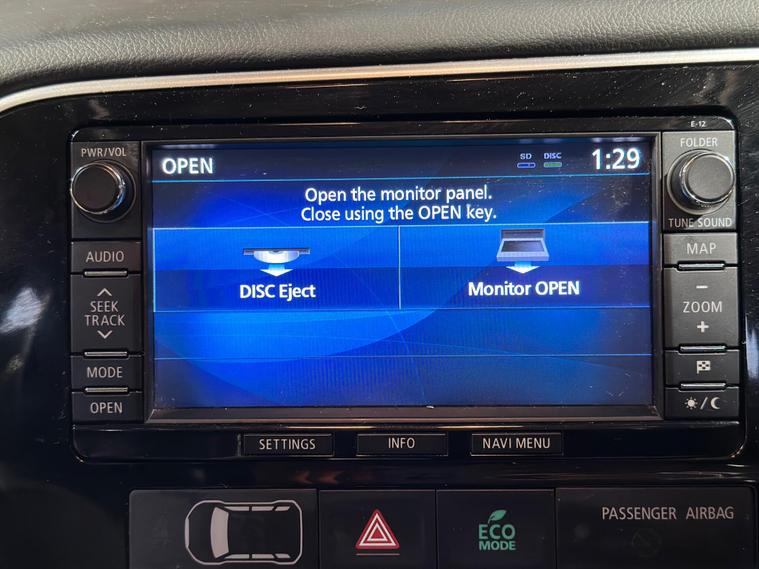 E-12
PWR/VOL
FOLDER
OPEN
SD
DISC
1:29
Open the monitor panel.
Close using the OPEN key.
TUNE SOUND
AUDIO
MAP
DISC Eject
Monitor OPEN
SEEK
TRACK
ZOOM
MODE
OPEN
SETTINGS
INFO
NAVI MENU
ECO
MODE
PASSENGER AIRBAG